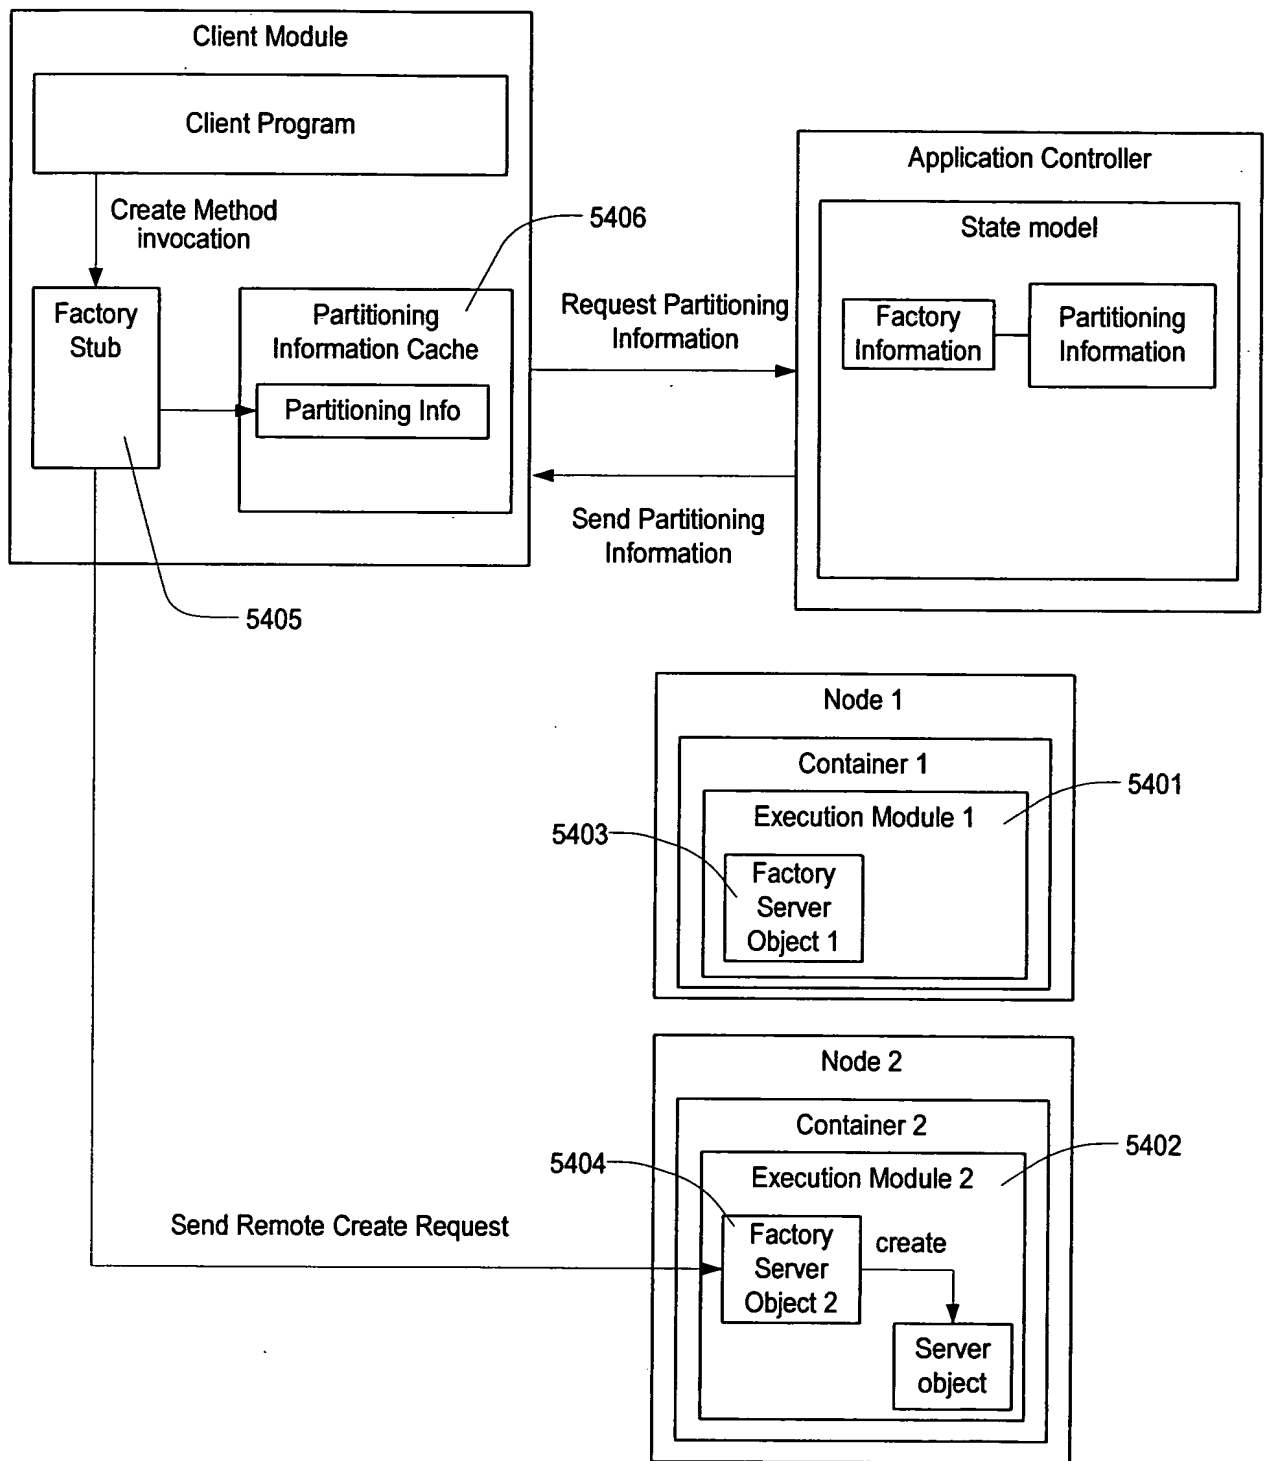 Client Module
Client Program
Create Method
invocation
5406
Factory
Stub
Partitioning
Information Cache
Partitioning Info
5405
Request Partitioning
Information
Send Partitioning
Information
Application Controller
State model
Factory
Information
Partitioning
Information
Node 1
Container 1
Execution Module 1
5401
5403
Factory
Server
Object 1
Node 2
Container 2
Execution Module 2
5402
5404
Send Remote Create Request
Factory
Server
Object 2
create
Server
object